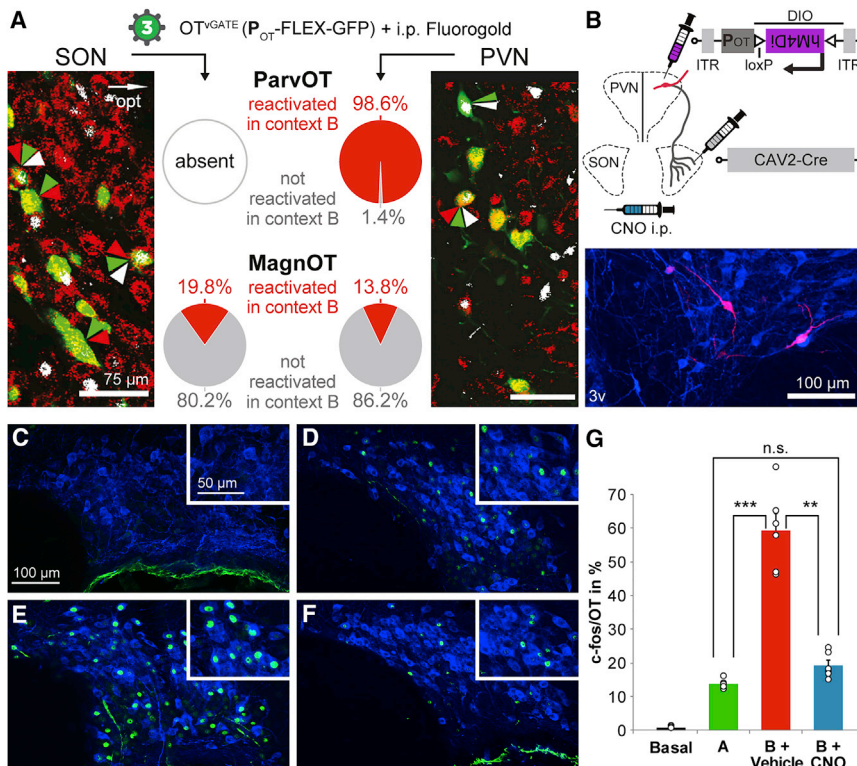 A
3
OTvGATE (POT-FLEX-GFP) + i.p. Fluorogold
SON
PVN
opt
75 µm
ParvOT
reactivated
in context B
98.6%
absent
not
reactivated
in context B
1.4%
MagnOT
19.8%
reactivated
in context B
13.8%
not
reactivated
in context B
80.2%
86.2%
B
DIO
POT
hM4Di
ITR
loxP
ITR
PVN
SON
CAV2-Cre
CNO i.p.
3v
100 µm
C
50 µm
100 µm
D
E
F
G
n.s.
***
**
c-fos/OT in %
70
60
50
40
30
20
10
0
Basal
A
B +
Vehicle
B +
CNO